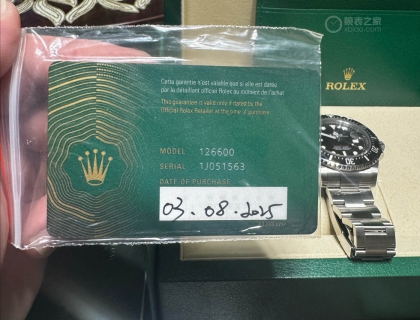 腕表之家
xbiao.com
ROLEX
Cette garantie n'est valable que si elle est datée
par le détaillant officiel Rolex au moment de l'achat
This guarantee is valid only if dated by the
Official Rolex Retailer at the time of purchase.
MODEL 126600
SERIAL 1J051563
DATE OF PURCHASE
03.08.2025